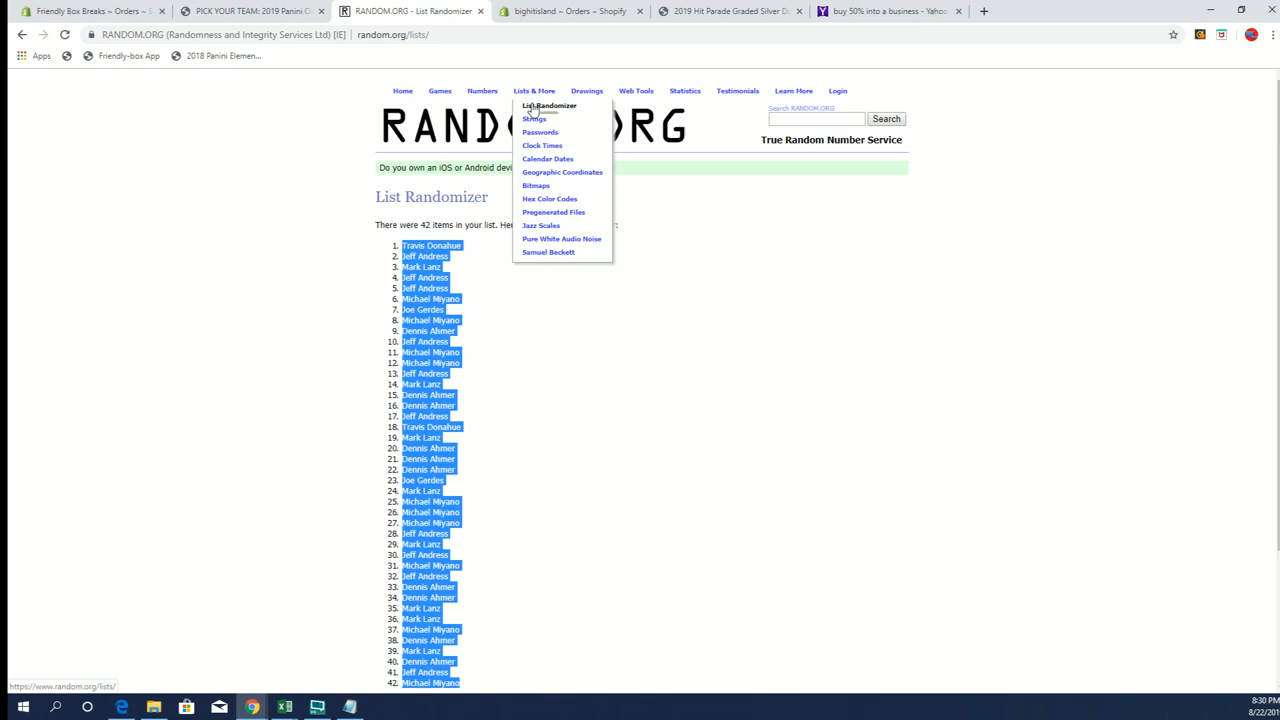 Friendly Box Breaks ~ Orders ~ S
PICK YOUR TEAM: 2019 Panini C
RANDOM.ORG - List Randomizer
bighitisland ~ Orders ~ Shopify
2019 Hit Parade Graded Silver D
buy 50% into a business - Yahoo
RANDOM.ORG (Randomness and Integrity Services Ltd) [IE] | random.org/lists/
Apps
Friendly-box App
2018 Panini Elemen...
Home Games Numbers Lists & More Drawings Web Tools Statistics Testimonials Learn More Login
List Randomizer
Strings
Passwords
Clock Times
Calendar Dates
Geographic Coordinates
Bitmaps
Hex Color Codes
Pregenerated Files
Jazz Scales
Pure White Audio Noise
Samuel Beckett
Search RANDOM.ORG
Search
True Random Number Service
Do you own an iOS or Android devi
List Randomizer
There were 42 items in your list. Her
1. Travis Donahue
2. Jeff Andress
3. Mark Lanz
4. Jeff Andress
5. Jeff Andress
6. Michael Miyano
7. Joe Gerdes
8. Michael Miyano
9. Dennis Ahmer
10. Jeff Andress
11. Michael Miyano
12. Michael Miyano
13. Jeff Andress
14. Mark Lanz
15. Dennis Ahmer
16. Dennis Ahmer
17. Jeff Andress
18. Travis Donahue
19. Mark Lanz
20. Dennis Ahmer
21. Dennis Ahmer
22. Dennis Ahmer
23. Joe Gerdes
24. Mark Lanz
25. Michael Miyano
26. Michael Miyano
27. Michael Miyano
28. Jeff Andress
29. Mark Lanz
30. Jeff Andress
31. Michael Miyano
32. Jeff Andress
33. Dennis Ahmer
34. Dennis Ahmer
35. Mark Lanz
36. Mark Lanz
37. Michael Miyano
38. Dennis Ahmer
39. Mark Lanz
40. Dennis Ahmer
41. Jeff Andress
42. Michael Miyano
https://www.random.org/lists/
8:30 PM
8/22/201